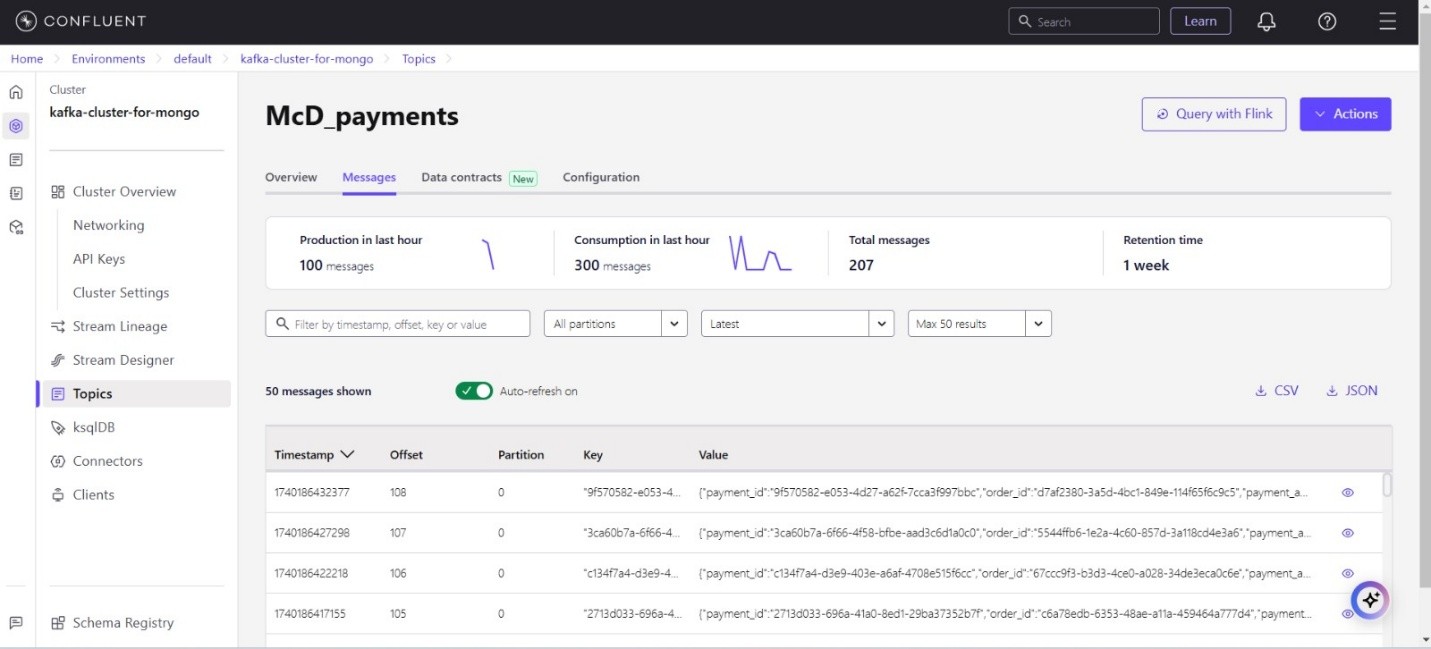 CONFLUENT
Search
Learn
Home > Environments > default > kafka-cluster-for-mongo > Topics >
Cluster
kafka-cluster-for-mongo
Cluster Overview
Networking
API Keys
Cluster Settings
Stream Lineage
Stream Designer
Topics
ksqlDB
Connectors
Clients
Schema Registry
McD_payments
Query with Flink
Actions
Overview Messages Data contracts New Configuration
Production in last hour
100 messages
Consumption in last hour
300 messages
Total messages
207
Retention time
1 week
Filter by timestamp, offset, key or value
All partitions
Latest
Max 50 results
50 messages shown
Auto-refresh on
CSV
JSON
Timestamp Offset Partition Key Value
1740186432377 108 0 "9f570582-e053-4... {"payment_id":"9f570582-e053-4d27-a62f-7cca3f997bbc","order_id":"d7af2380-3a5d-4bc1-849e-114f65f6c9c5","payment_a...
1740186427298 107 0 "3ca60b7a-6f66-4... {"payment_id":"3ca60b7a-6f66-4f58-bfbe-aad3c6d1a0c0","order_id":"5544ffb6-1e2a-4c60-857d-3a118cd4e3a6","payment_a...
1740186422218 106 0 "c134f7a4-d3e9-4... {"payment_id":"c134f7a4-d3e9-403e-a6af-4708e515f6cc","order_id":"67ccc9f3-b3d3-4ce0-a028-34de3eca0c6e","payment_a...
1740186417155 105 0 "2713d033-696a-4... {"payment_id":"2713d033-696a-41a0-8ed1-29ba37352b7f","order_id":"c6a78edb-6353-48ae-a11a-459464a777d4","payment...